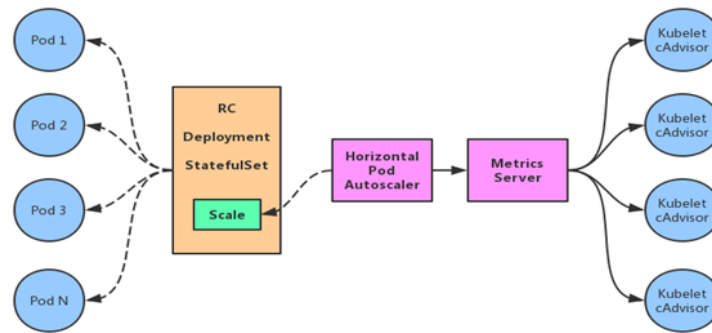 Pod 1
Pod 2
Pod 3
Pod N
RC
Deployment
StatefulSet
Scale
Horizontal
Pod
Autoscaler
Metrics
Server
Kubelet
cAdvisor
Kubelet
cAdvisor
Kubelet
cAdvisor
Kubelet
cAdvisor